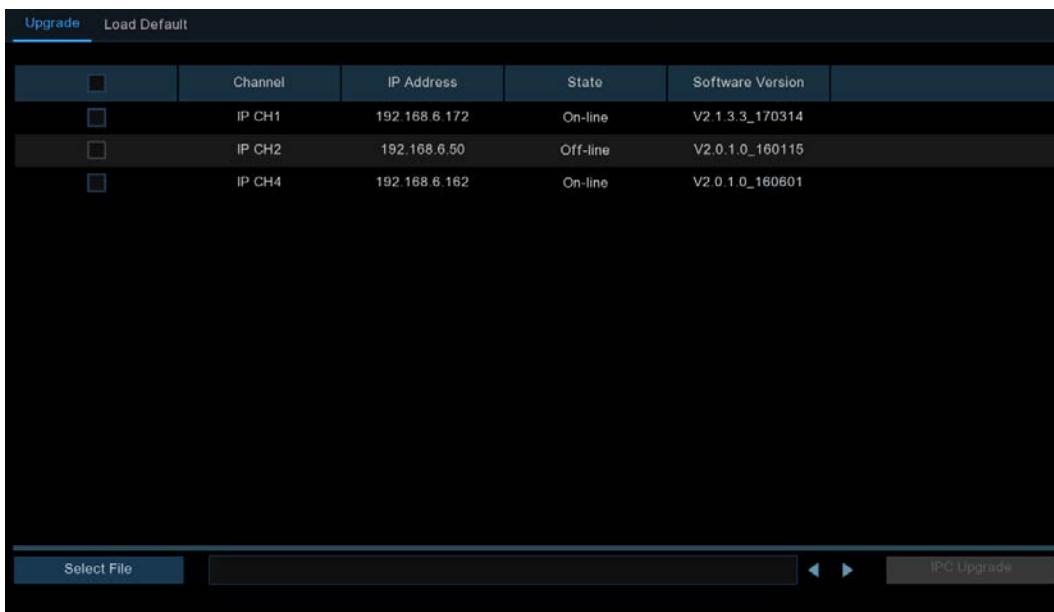 Upgrade Load Default
Channel IP Address State Software Version
IP CH1 192.168.6.172 On-line V2.1.3.3_170314
IP CH2 192.168.6.50 Off-line V2.0.1.0_160115
IP CH4 192.168.6.162 On-line V2.0.1.0_160601
Select File IPC Upgrade